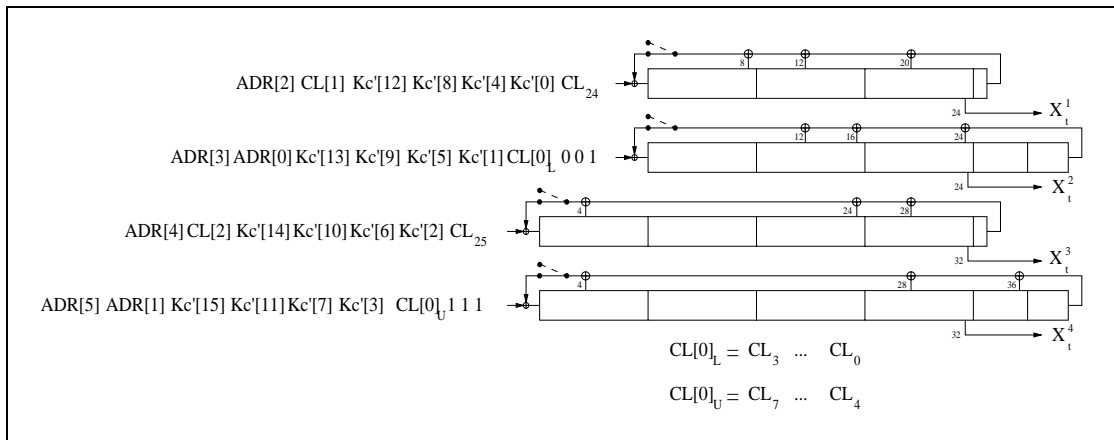 8 12 20
ADR[2] CL[1] Kc'[12] Kc'[8] Kc'[4] Kc'[0] CL24
24 X1t
12 16 24
ADR[3] ADR[0] Kc'[13] Kc'[9] Kc'[5] Kc'[1] CL[0]L 0 0 1
24 X2t
4 24 28
ADR[4] CL[2] Kc'[14] Kc'[10] Kc'[6] Kc'[2] CL25
32 X3t
4 28 36
ADR[5] ADR[1] Kc'[15] Kc'[11] Kc'[7] Kc'[3] CL[0]U 1 1 1
32 X4t
CL[0]L = CL3 ... CL0
CL[0]U = CL7 ... CL4